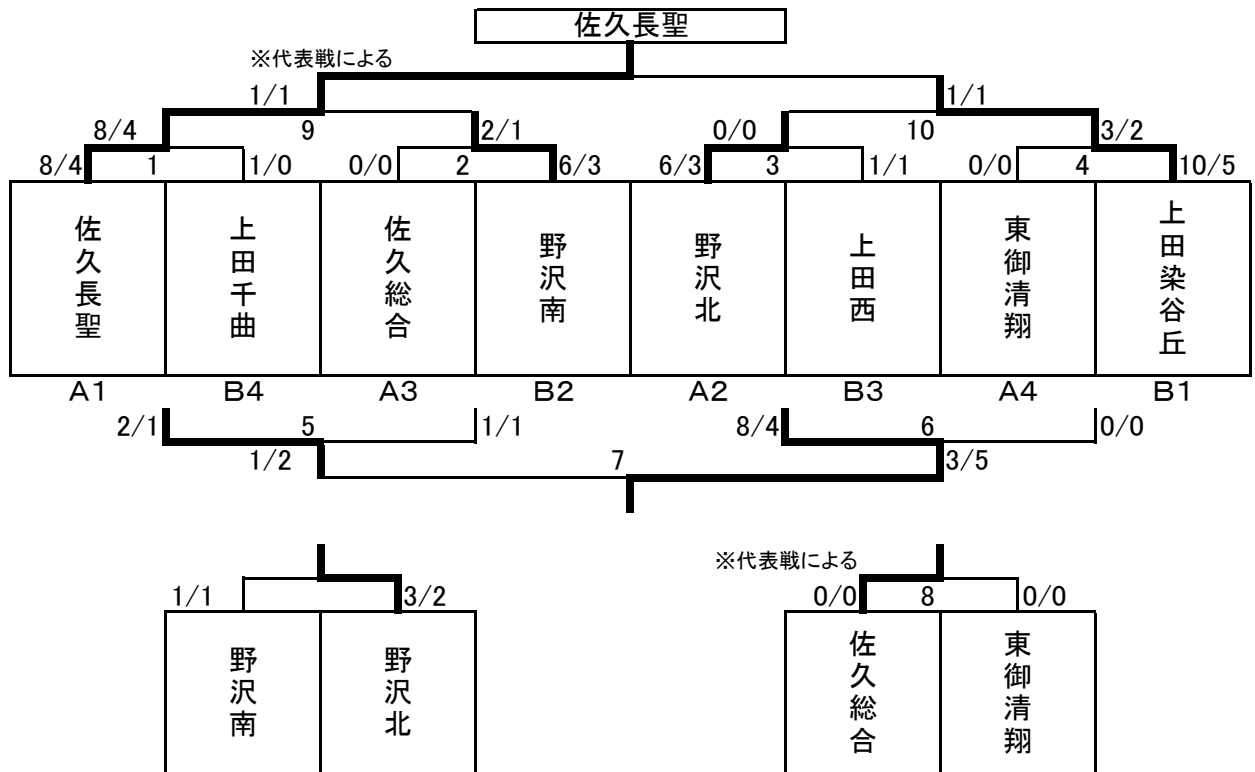 佐久長聖
※代表戦による
1/1
1/1
8/4
9
2/1
0/0
10
3/2
8/4
1
1/0
0/0
2
6/3
6/3
3
1/1
0/0
4
10/5
佐久長聖
上田千曲
佐久総合
野沢南
野沢北
上田西
東御清翔
上田染谷丘
A1
B4
A3
B2
A2
B3
A4
B1
2/1
5
1/1
8/4
6
0/0
1/2
7
3/5
※代表戦による
1/1
3/2
0/0
8
0/0
野沢南
野沢北
佐久総合
東御清翔